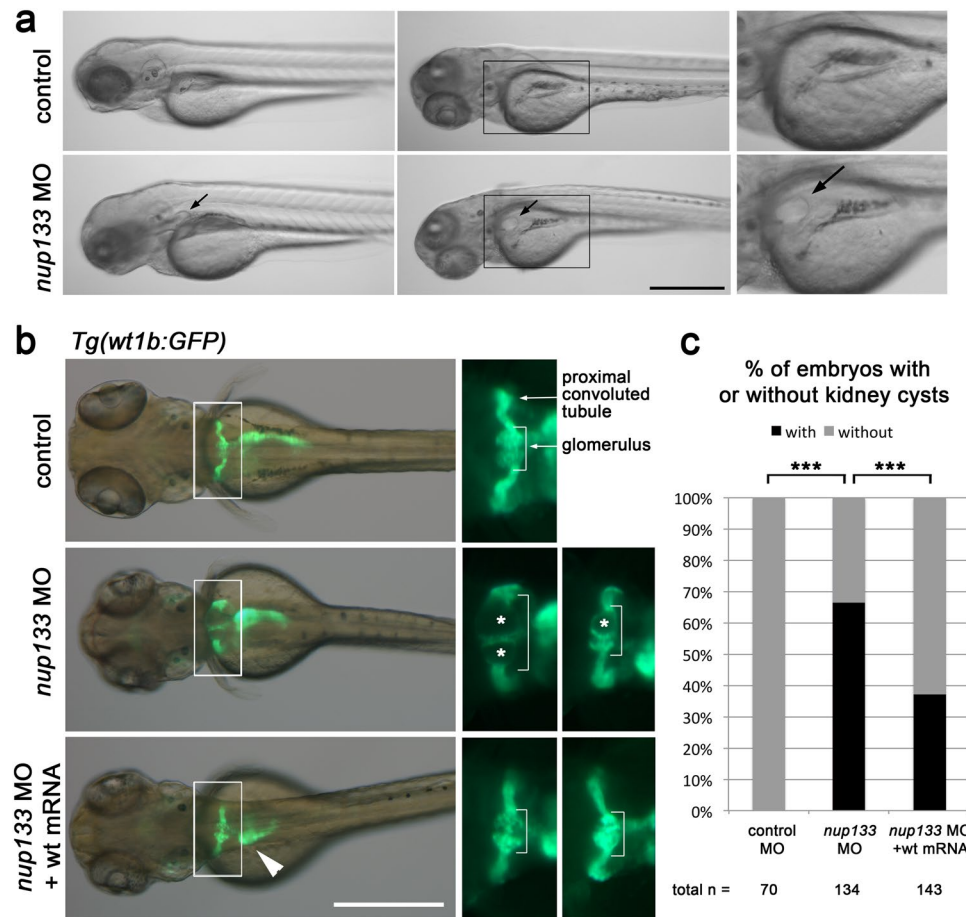 a
control
nup133 MO
b
Tg(wt1b:GFP)
control
proximal
convoluted
tubule
glomerulus
nup133 MO
*
*
*
nup133 MO
+ wt mRNA
c
% of embryos with
or without kidney cysts
with without
*** ***
100%
90%
80%
70%
60%
50%
40%
30%
20%
10%
0%
control
MO
nup133
MO
nup133 MO
+wt mRNA
total n = 70 134 143